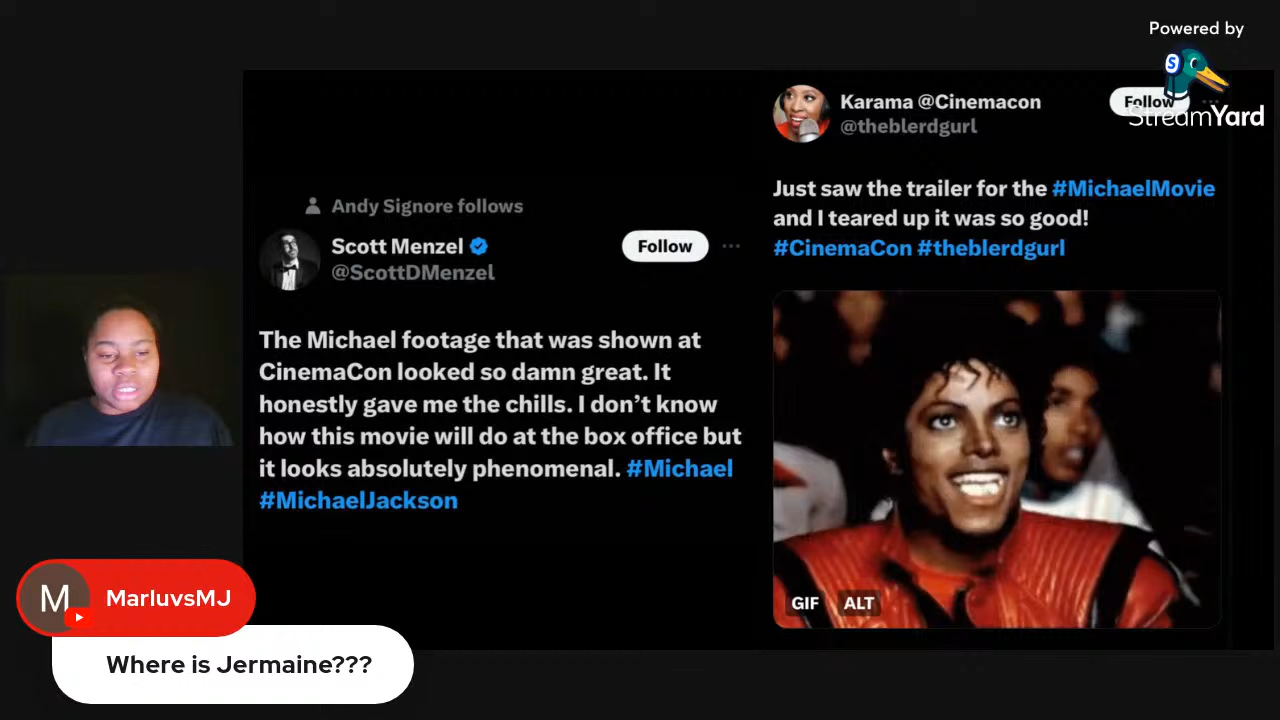 Powered by
StreamYard
Andy Signore follows
Scott Menzel
@ScottDMenzel
Follow
The Michael footage that was shown at
CinemaCon looked so damn great. It
honestly gave me the chills. I don’t know
how this movie will do at the box office but
it looks absolutely phenomenal. #Michael
#MichaelJackson
Karama @Cinemacon
@theblerdgurl
Follow
Just saw the trailer for the #MichaelMovie
and I teared up it was so good!
#CinemaCon #theblerdgurl
GIF ALT
M
MarluvsMJ
Where is Jermaine???